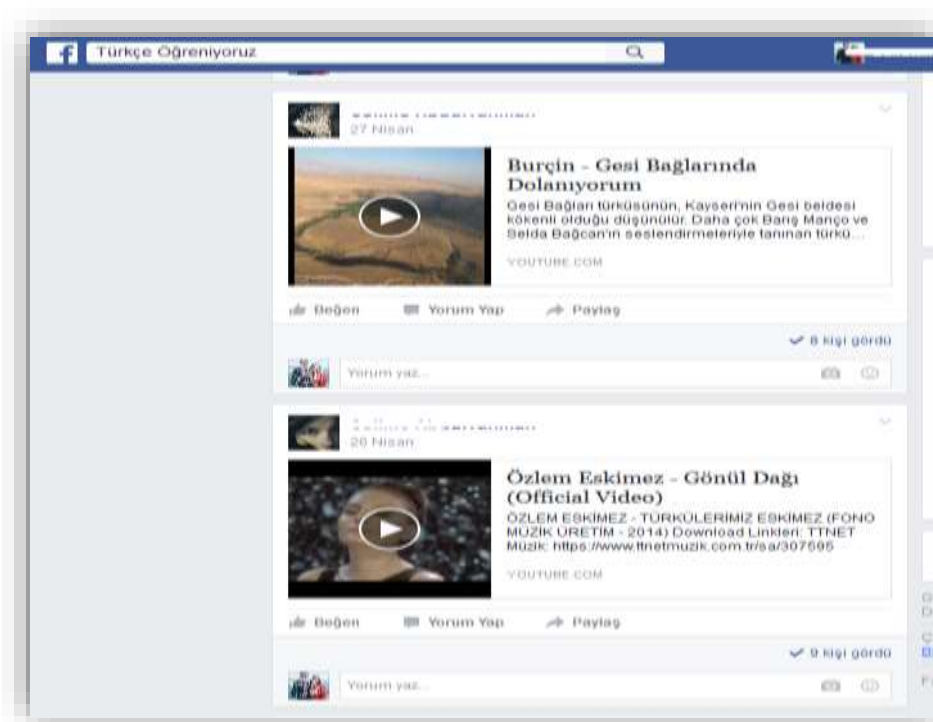 f Türkçe Öğreniyoruz
27 Nisan
Burçin - Gesi Bağlarında
Dolanıyorum
Gesi Bağları türküsünün, Kayseri'nin Gesi beldesi
kökenli olduğu düşünülür. Daha çok Barış Manço ve
Selda Bağcan'ın seslendirmeleriyle tanınan türkü...
YOUTUBE.COM
Beğen Yorum Yap Paylaş
8 kişi gördü
Yorum yaz...
26 Nisan
Özlem Eskimez - Gönül Dağı
(Official Video)
ÖZLEM ESKİMEZ - TÜRKÜLERİMİZ ESKİMEZ (FONO
MÜZİK ÜRETİM - 2014) Download Linkleri: TTNET
Müzik: https://www.ttnetmuzik.com.tr/sa/307695
YOUTUBE.COM
Beğen Yorum Yap Paylaş
9 kişi gördü
Yorum yaz...